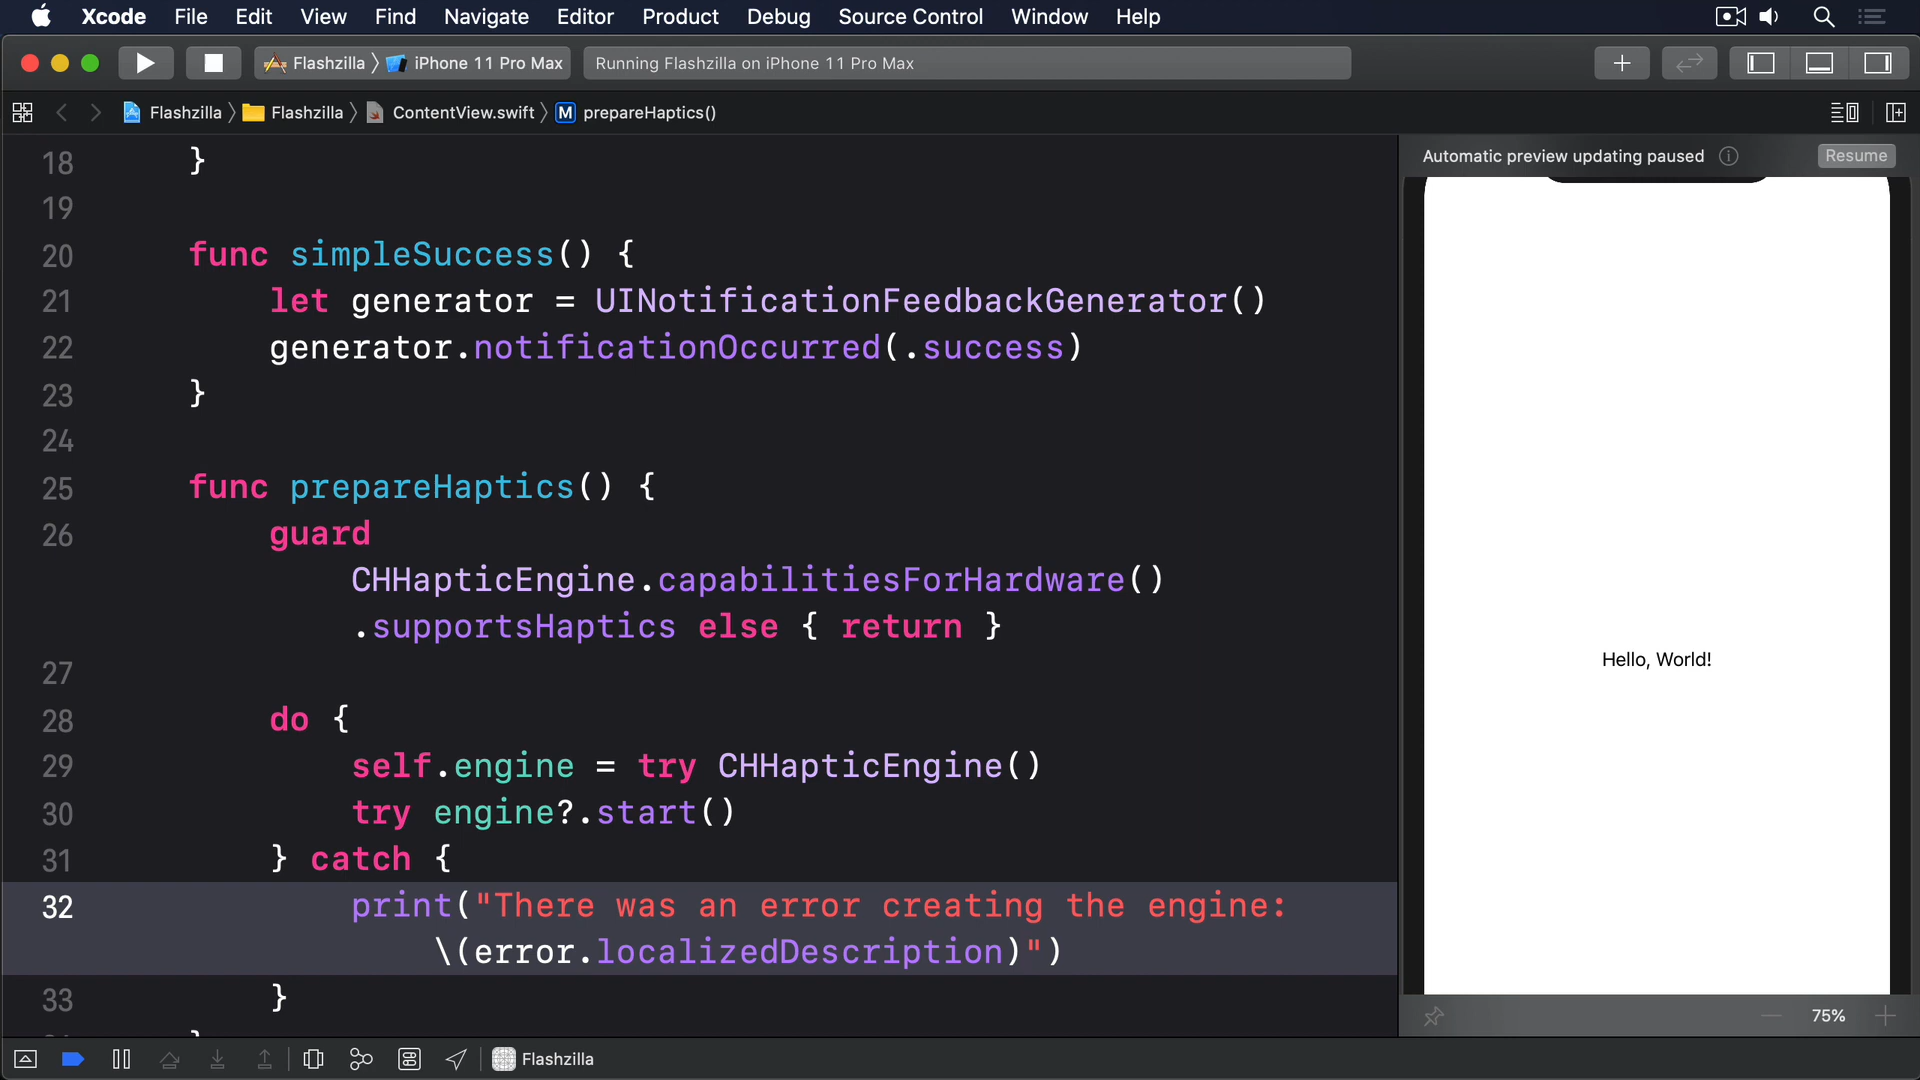 Xcode File Edit View Find Navigate Editor Product Debug Source Control Window Help
Flashzilla iPhone 11 Pro Max Running Flashzilla on iPhone 11 Pro Max
Flashzilla Flashzilla ContentView.swift M prepareHaptics()
Automatic preview updating paused Resume
18 }
19
20 func simpleSuccess() {
21 let generator = UINotificationFeedbackGenerator()
22 generator.notificationOccurred(.success)
23 }
24
25 func prepareHaptics() {
26 guard
CHHapticEngine.capabilitiesForHardware()
.supportsHaptics else { return }
27
28 do {
29 self.engine = try CHHapticEngine()
30 try engine?.start()
31 } catch {
32 print("There was an error creating the engine:
\(error.localizedDescription)")
33 }
Hello, World!
75%
Flashzilla